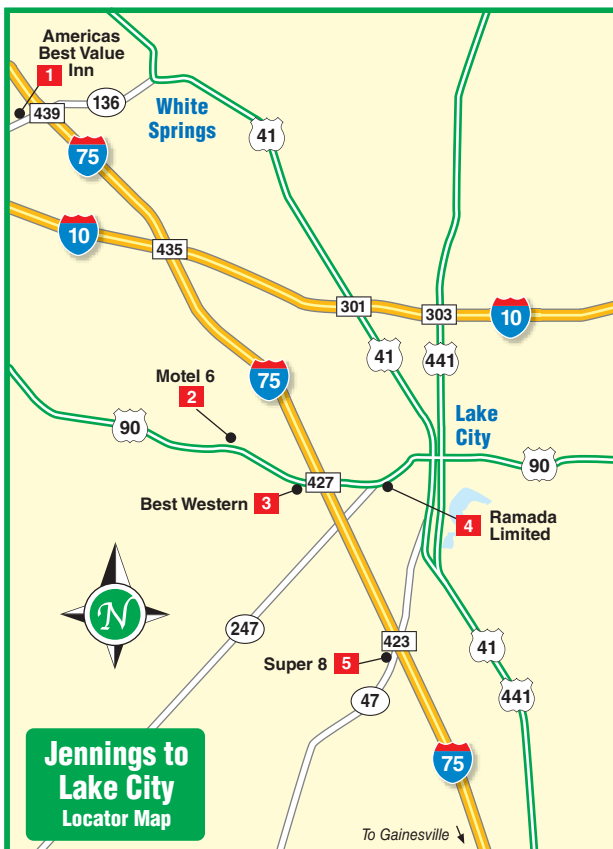 Americas
Best Value
1 Inn
439
136
White
Springs
41
75
10
435
301
303
10
41
441
75
Motel 6
2
90
Lake
City
90
427
Best Western 3
4 Ramada
Limited
N
247
423
Super 8 5
41
47
441
75
Jennings to
Lake City
Locator Map
To Gainesville